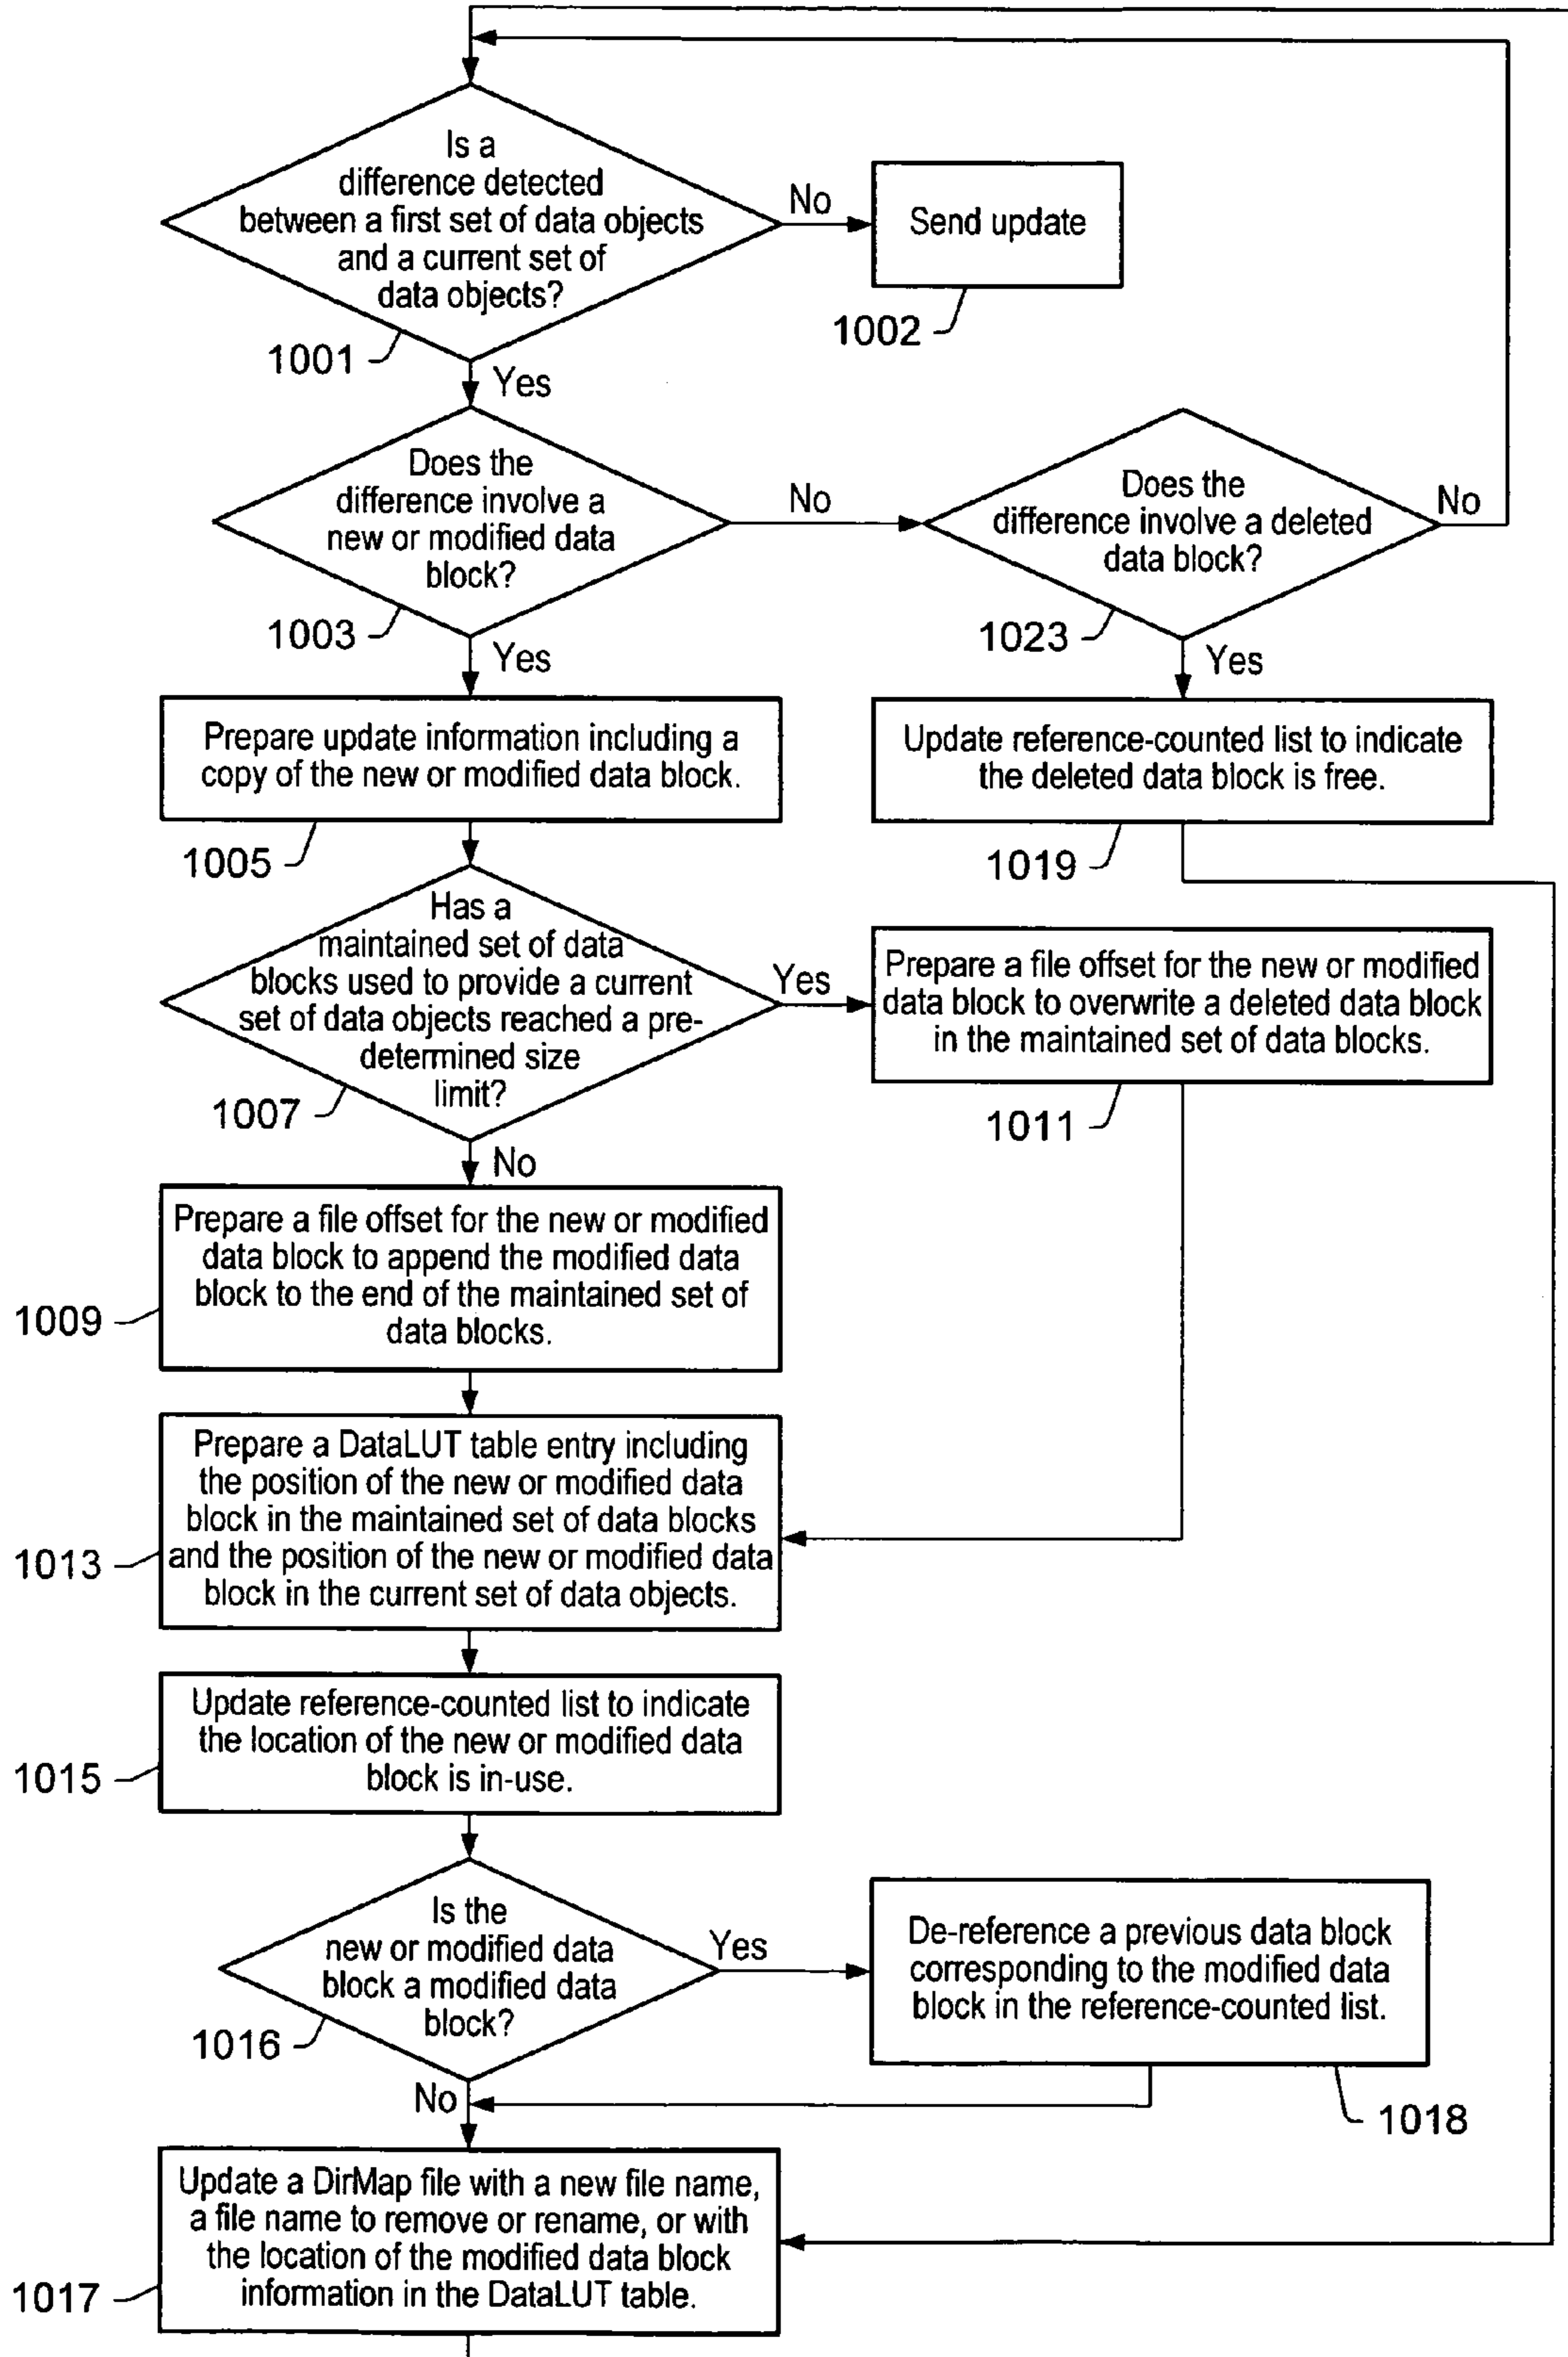 Is a
difference detected
between a first set of data objects
and a current set of
data objects?
1001
No
Send update
1002
Yes
Does the
difference involve a
new or modified data
block?
1003
No
Does the
difference involve a deleted
data block?
1023
No
Yes
Yes
Prepare update information including a
copy of the new or modified data block.
1005
Update reference-counted list to indicate
the deleted data block is free.
1019
Has a
maintained set of data
blocks used to provide a current
set of data objects reached a pre-
determined size
limit?
1007
Yes
Prepare a file offset for the new or modified
data block to overwrite a deleted data block
in the maintained set of data blocks.
1011
No
Prepare a file offset for the new or modified
data block to append the modified data
block to the end of the maintained set of
data blocks.
1009
Prepare a DataLUT table entry including
the position of the new or modified data
block in the maintained set of data blocks
and the position of the new or modified data
block in the current set of data objects.
1013
Update reference-counted list to indicate
the location of the new or modified data
block is in-use.
1015
Is the
new or modified data
block a modified data
block?
1016
Yes
De-reference a previous data block
corresponding to the modified data
block in the reference-counted list.
1018
No
Update a DirMap file with a new file name,
a file name to remove or rename, or with
the location of the modified data block
information in the DataLUT table.
1017